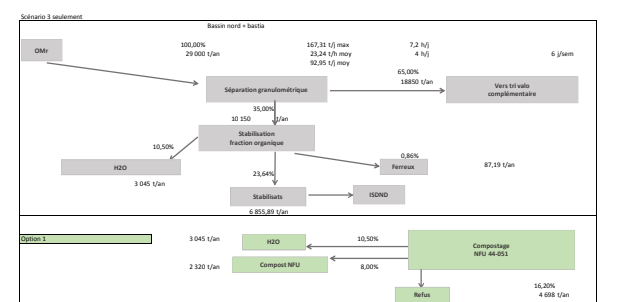 Scénario 3 seulement
Bassin nord + bastia
OMr
100,00%
29 000 t/an
167,31 t/j max
23,24 t/h moy
92,95 t/j moy
7,2 h/j
4 h/j
6 j/sem
Séparation granulométrique
65,00%
18850 t/an
Vers tri valo
complémentaire
35,00%
10 150 t/an
Stabilisation
fraction organique
10,50%
H2O
3 045 t/an
0,86%
Ferreux
87,19 t/an
23,64%
Stabilisats
ISDND
6 855,89 t/an
Option 1
3 045 t/an
H2O
10,50%
Compostage
NFU 44-051
2 320 t/an
Compost NFU
8,00%
Refus
16,20%
4 698 t/an